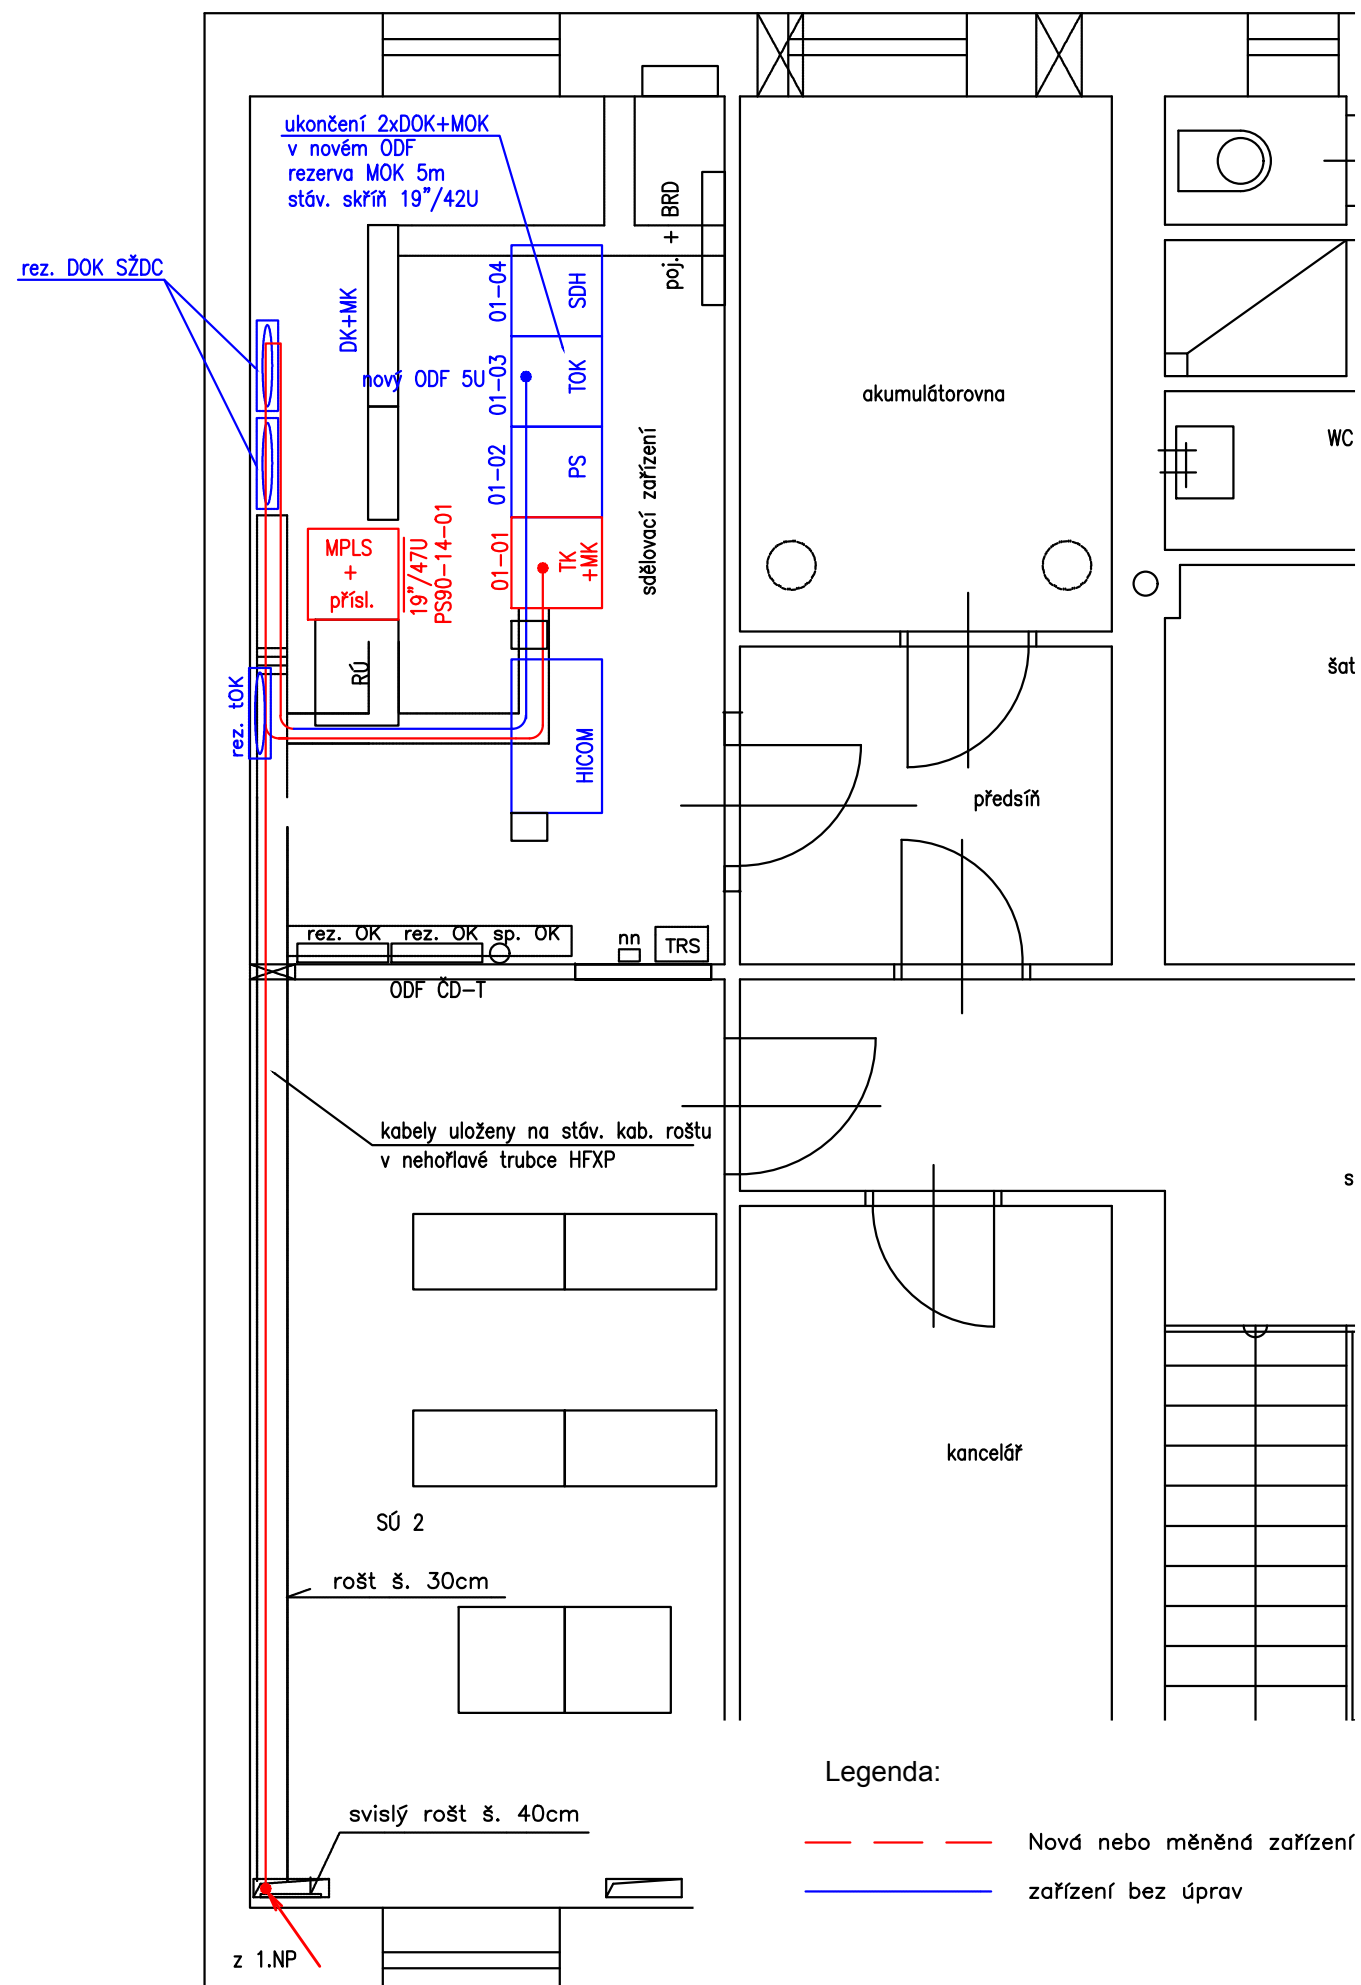 ukončení 2xDOK+MOK
v novém ODF
rezerva MOK 5m
stáv. skříň 19"/42U
rez. DOK SŽDC
DK+MK
nový ODF 5U
01-04
SDH
01-03
TOK
01-02
PS
01-01
TK
+MK
poj. + BRD
sdělovací zařízení
MPLS
+
přísl.
19"/47U
PS90-14-01
RÚ
rez. tOK
HICOM
akumulátorovna
WC
šat
předsíň
rez. OK
rez. OK
sp. OK
nn
TRS
ODF ČD-T
kabely uloženy na stáv. kab. roštu
v nehořlavé trubce HFXP
s
kancelář
SÚ 2
rošt š. 30cm
svislý rošt š. 40cm
z 1.NP
Legenda:
Nová nebo měněná zařízení
zařízení bez úprav